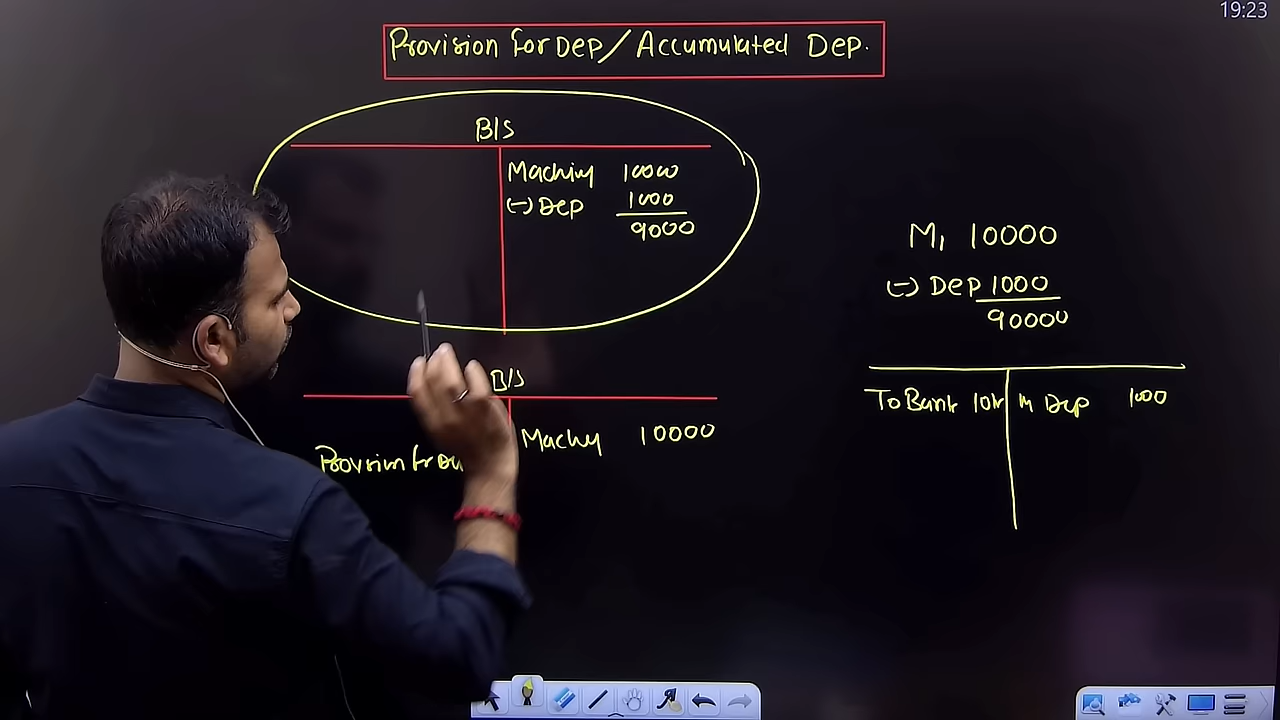 19:23
Provision for Dep/Accumulated Dep.
B/S
Machiny 10000
(-) Dep 1000
9000
M, 10000
(-) Dep 1000
90000
B/S
To Bank 10k
Dep 1000
Machy 10000
Provision for